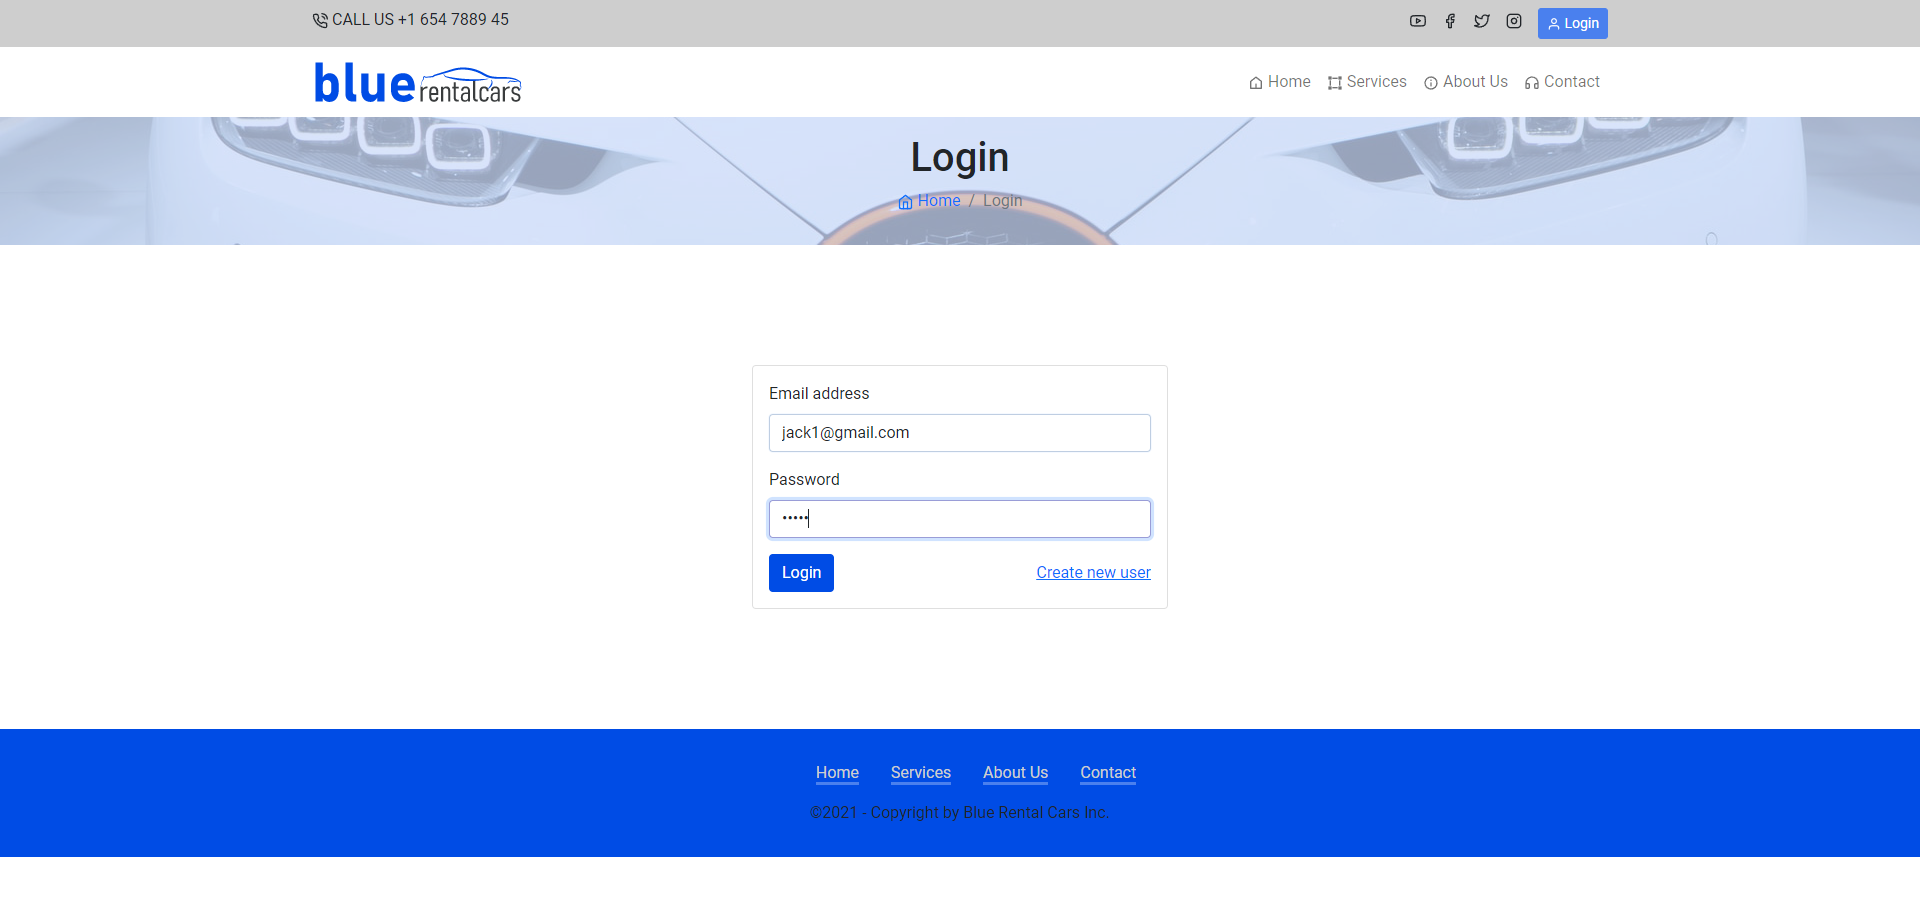 CALL US +1 654 7889 45
Login
blue rentalcars
Home Services About Us Contact
Login
Home / Login
Email address
jack1@gmail.com
Password
•••••
Login Create new user
Home Services About Us Contact
©2021 - Copyright by Blue Rental Cars Inc.